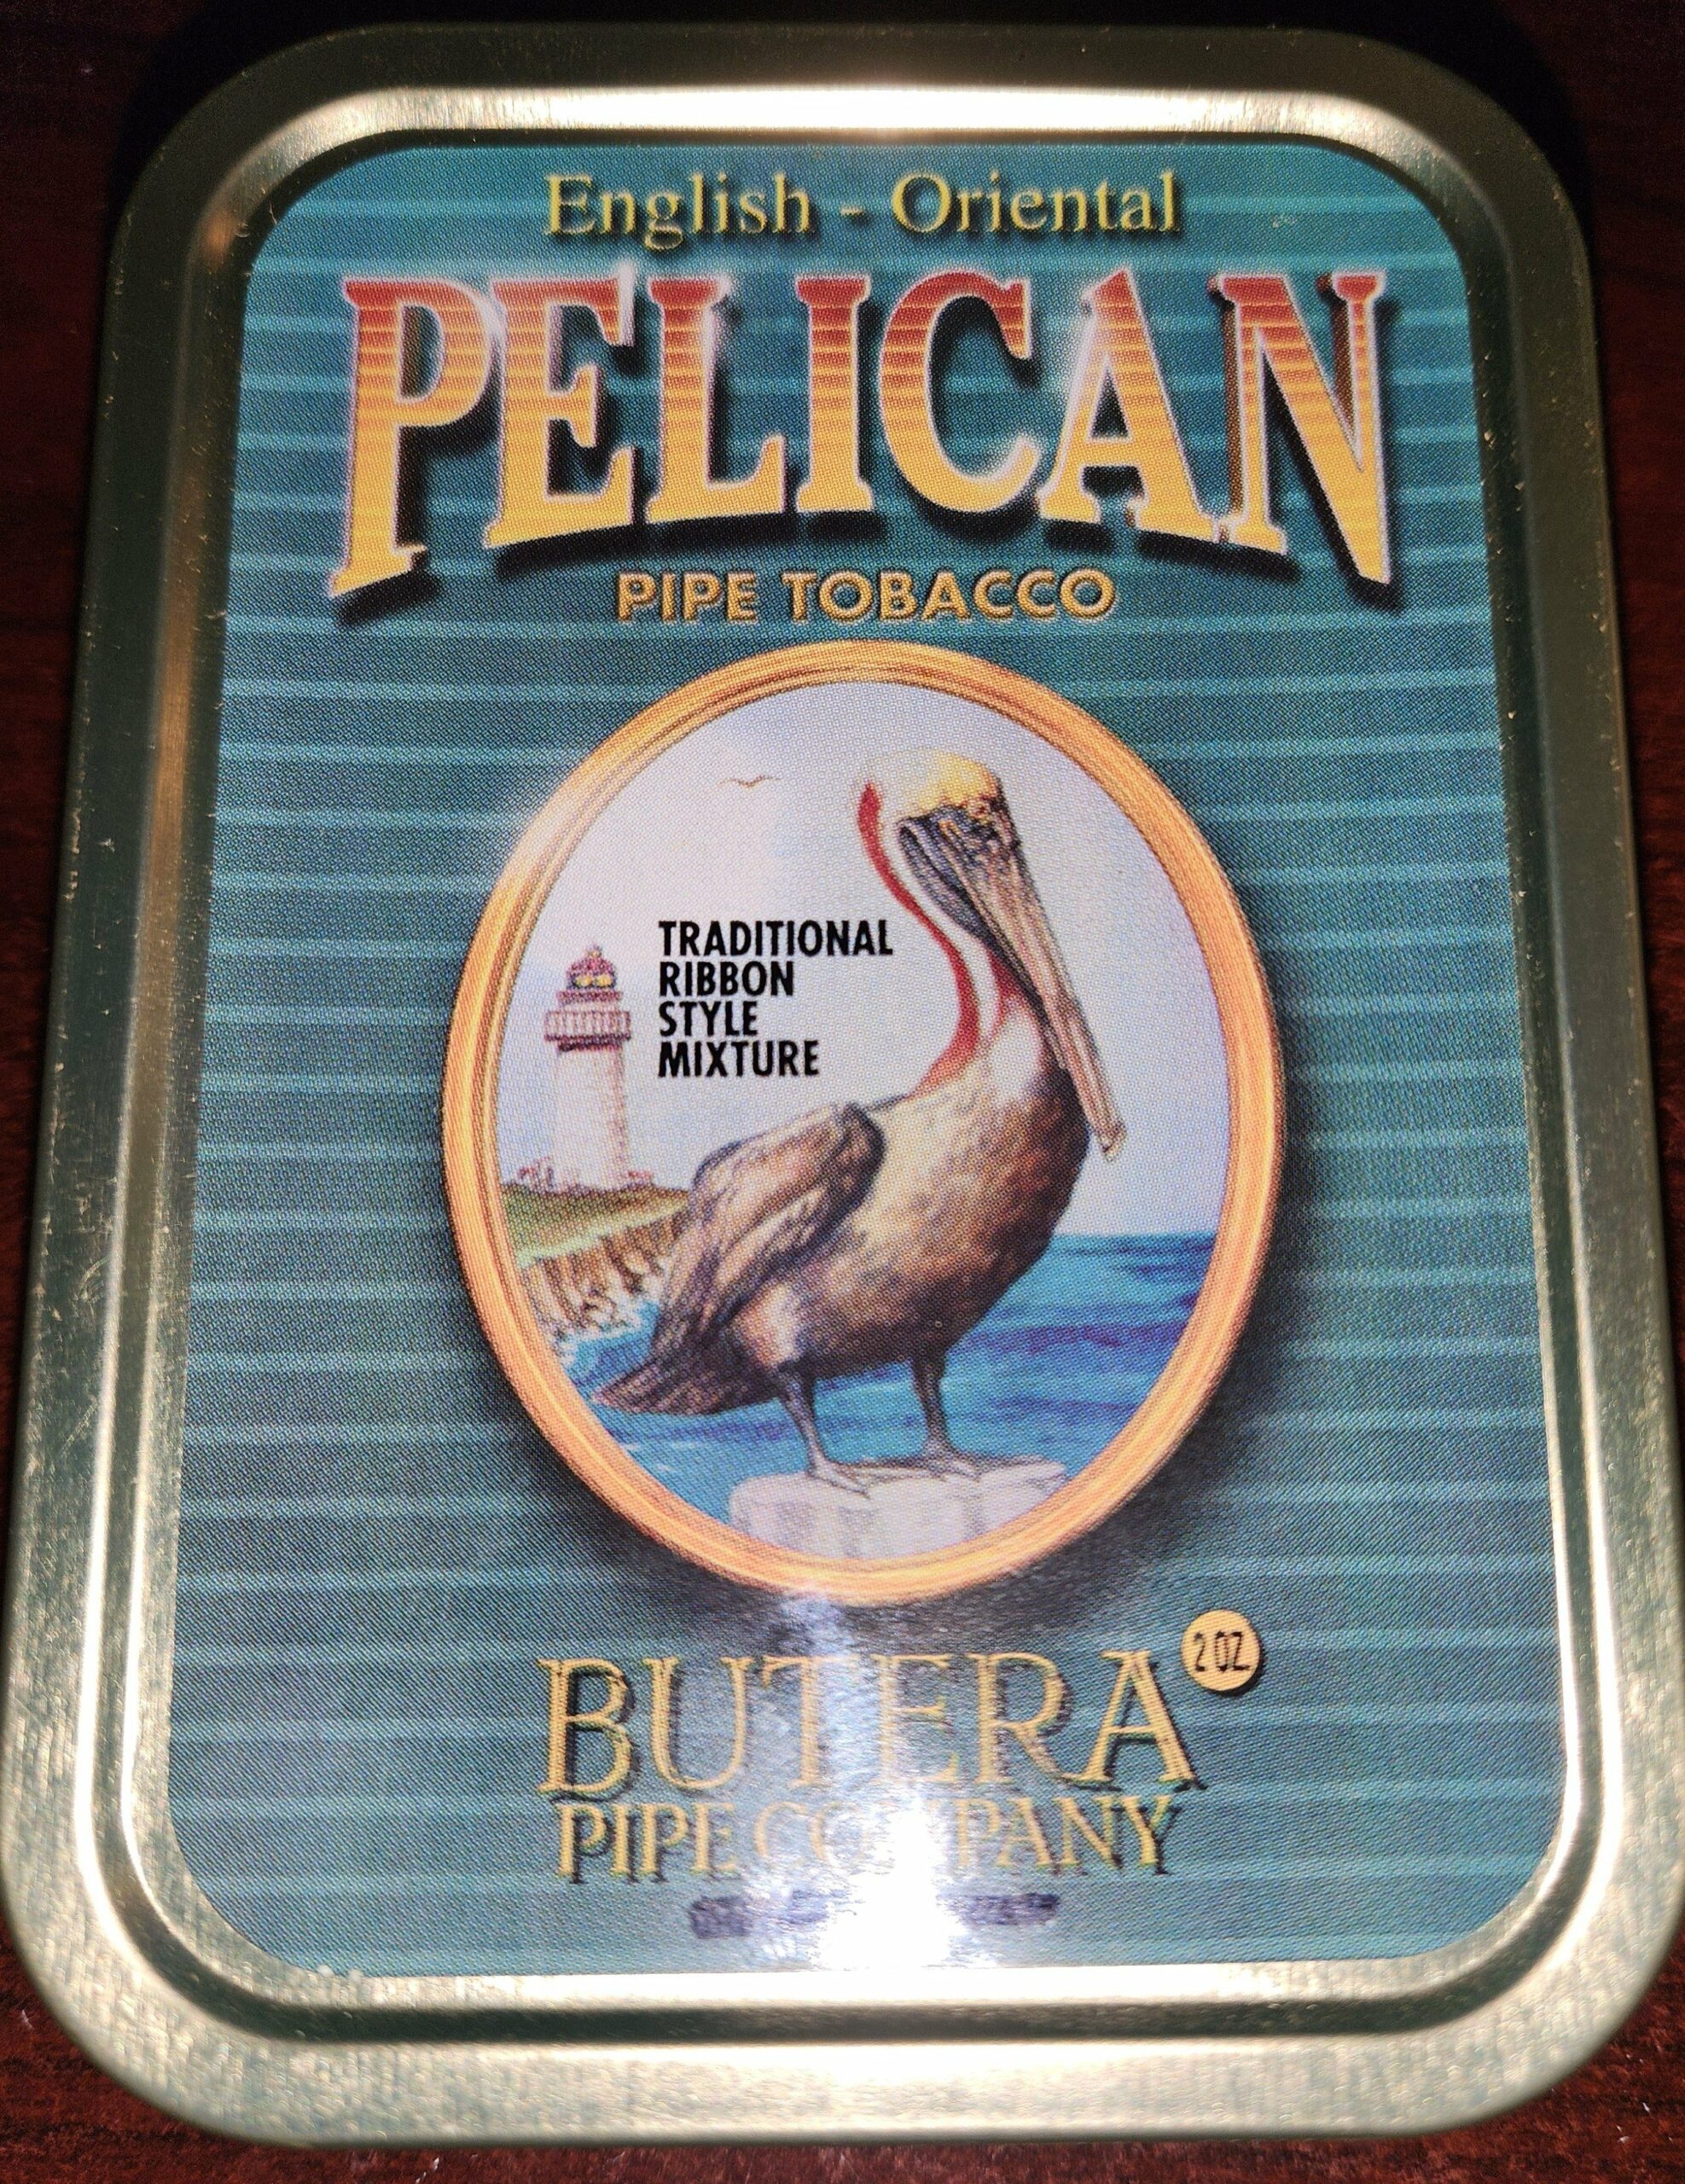 English - Oriental
PELICAN
PIPE TOBACCO
TRADITIONAL
RIBBON
STYLE
MIXTURE
2 OZ
BUTERA
PIPE COMPANY